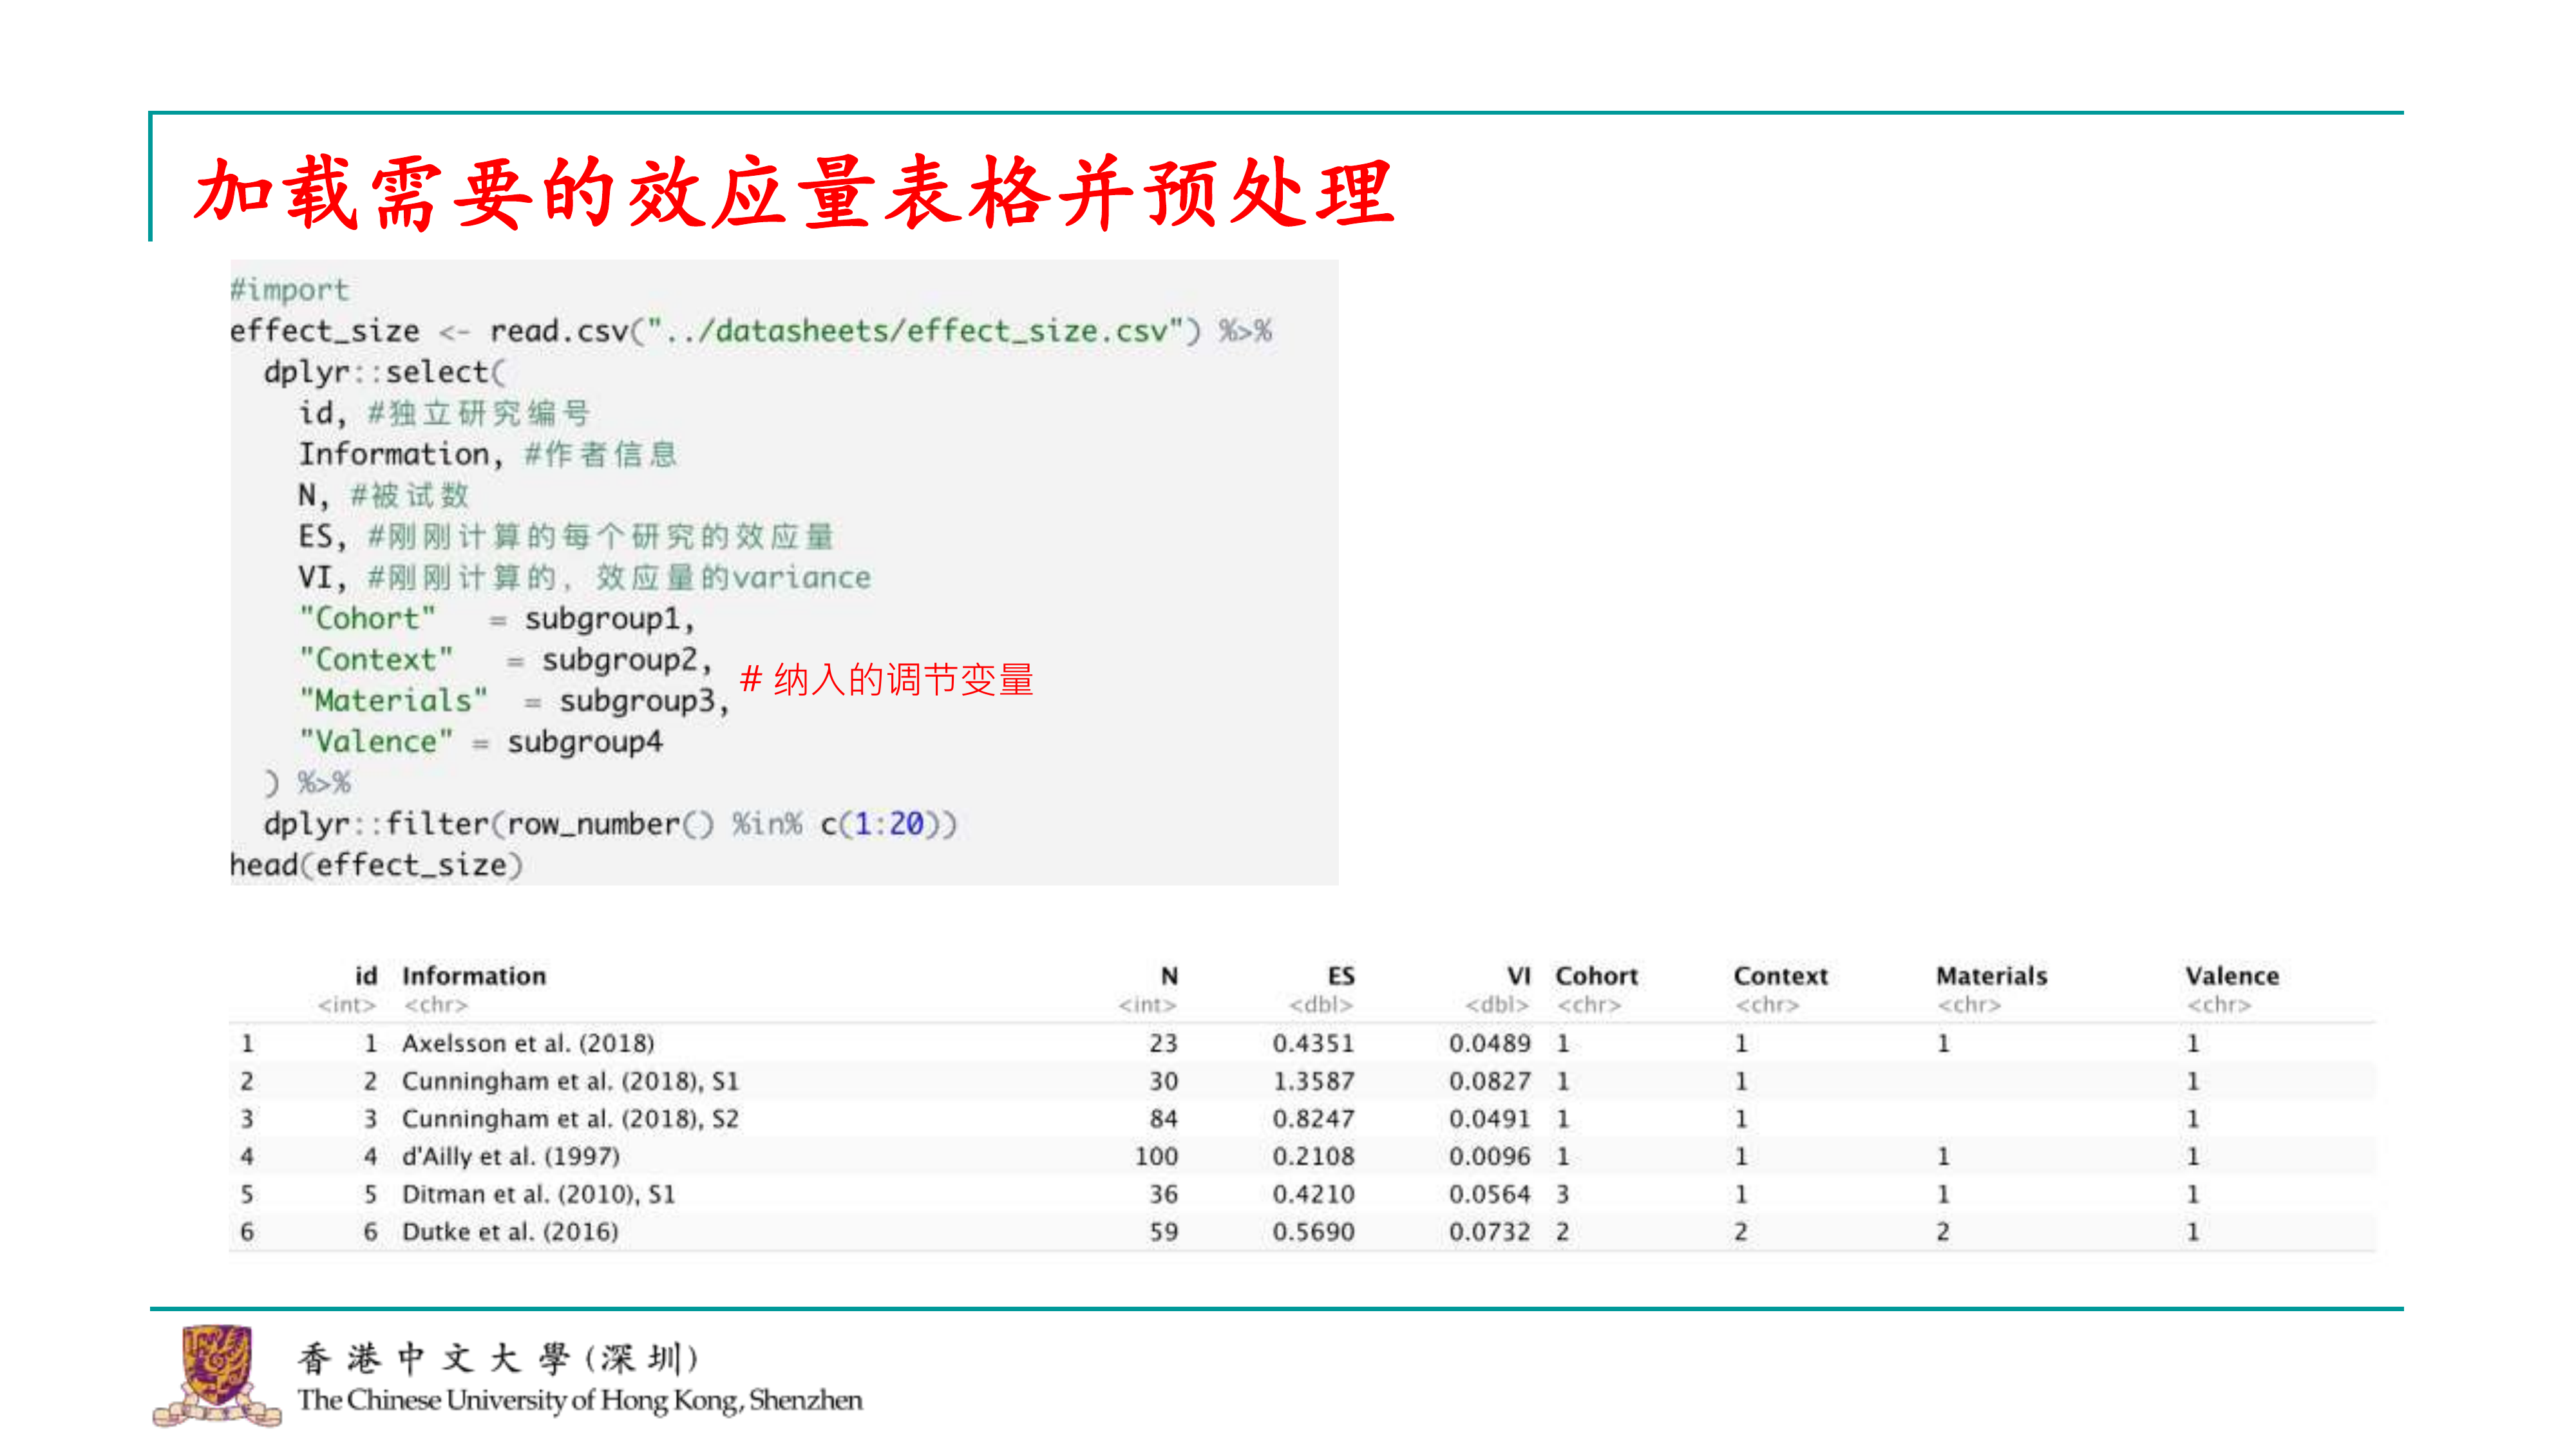 加载需要的效应量表格并预处理
#import
effect_size <- read.csv("../datasheets/effect_size.csv") %>%
dplyr::select(
id, #独立研究编号
Information, #作者信息
N, #被试数
ES, #刚刚计算的每个研究的效应量
VI, #刚刚计算的，效应量的variance
"Cohort" = subgroup1,
"Context" = subgroup2,
# 纳入的调节变量
"Materials" = subgroup3,
"Valence" = subgroup4
) %>%
dplyr::filter(row_number() %in% c(1:20))
head(effect_size)
id Information N ES VI Cohort Context Materials Valence
<int> <chr> <int> <dbl> <dbl> <chr> <chr> <chr> <chr>
1 1 Axelsson et al. (2018) 23 0.4351 0.0489 1 1 1 1
2 2 Cunningham et al. (2018), S1 30 1.3587 0.0827 1 1 1
3 3 Cunningham et al. (2018), S2 84 0.8247 0.0491 1 1 1
4 4 d'Ailly et al. (1997) 100 0.2108 0.0096 1 1 1 1
5 5 Ditman et al. (2010), S1 36 0.4210 0.0564 3 1 1 1
6 6 Dutke et al. (2016) 59 0.5690 0.0732 2 2 2 1
香港中文大學(深圳)
The Chinese University of Hong Kong, Shenzhen